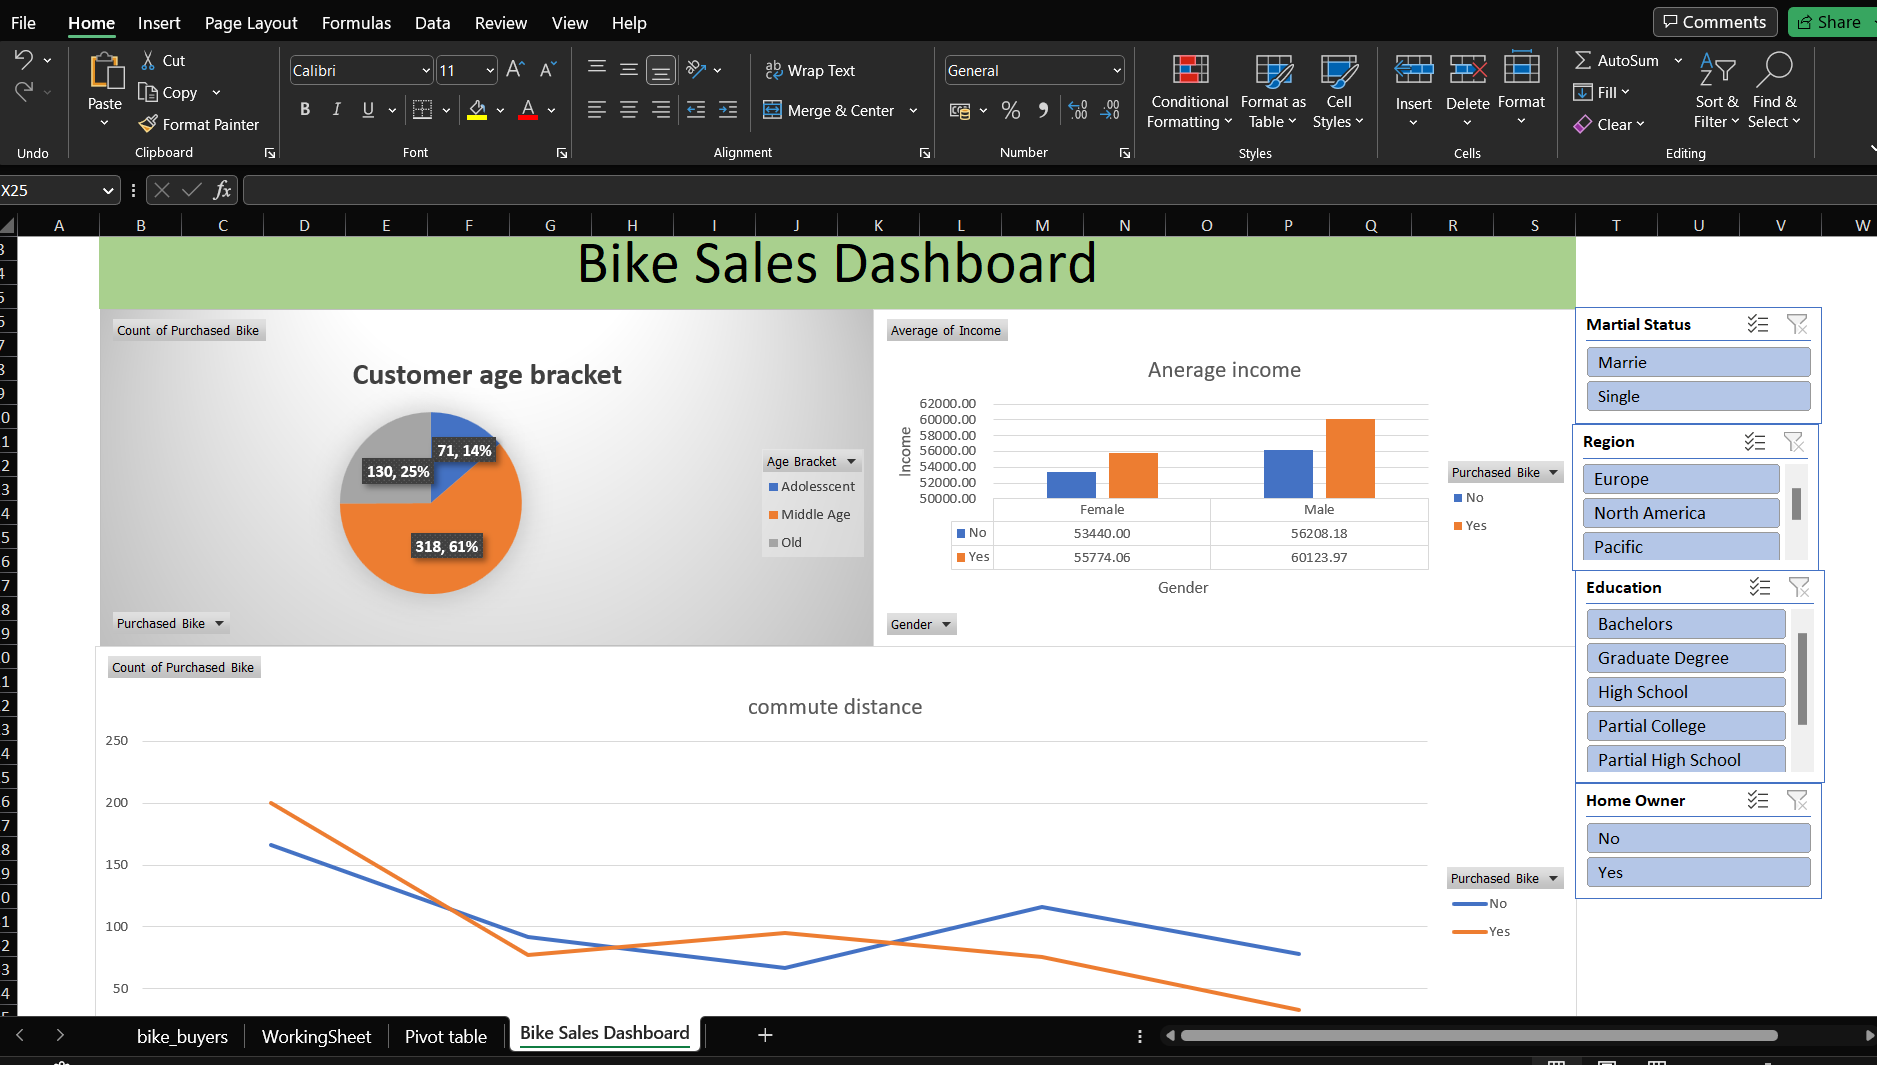 File Home Insert Page Layout Formulas Data Review View Help Comments Share
Cut
Copy
Format Painter
Paste
Undo
Clipboard
Calibri 11
B I U A
Font
Wrap Text
Merge & Center
Alignment
General
% .00 .00
Number
Conditional Formatting
Format as Table
Cell Styles
Styles
Insert Delete Format
Cells
AutoSum
Fill
Clear
Sort & Filter
Find & Select
Editing
X25 fx
A B C D E F G H I J K L M N O P Q R S T U V W
Bike Sales Dashboard
Count of Purchased Bike
Customer age bracket
71, 14%
130, 25%
318, 61%
Age Bracket
Adolesscent
Middle Age
Old
Purchased Bike
Average of Income
Anerage income
62000.00
60000.00
58000.00
56000.00
54000.00
52000.00
50000.00
Income
Female Male
No 53440.00 56208.18
Yes 55774.06 60123.97
Gender
Purchased Bike
No
Yes
Gender
Martial Status
Marrie
Single
Region
Europe
North America
Pacific
Education
Bachelors
Graduate Degree
High School
Partial College
Partial High School
Home Owner
No
Yes
Count of Purchased Bike
commute distance
250
200
150
100
50
Purchased Bike
No
Yes
bike_buyers WorkingSheet Pivot table Bike Sales Dashboard